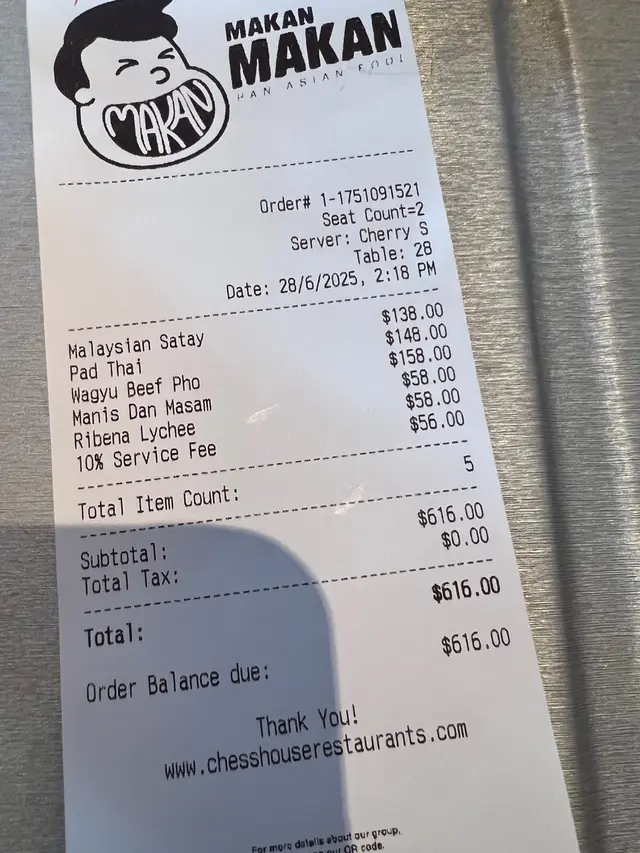 MAKAN
MAKAN
MAKAN
PAN ASIAN FOOD
Order# 1-1751091521
Seat Count=2
Server: Cherry S
Table: 28
Date: 28/6/2025, 2:18 PM
Malaysian Satay $138.00
Pad Thai $148.00
Wagyu Beef Pho $158.00
Manis Dan Masam $58.00
Ribena Lychee $58.00
10% Service Fee $56.00
Total Item Count: 5
Subtotal: $616.00
Total Tax: $0.00
Total: $616.00
Order Balance due: $616.00
Thank You!
www.chesshouserestaurants.com
For more details about our group,
our QR code.